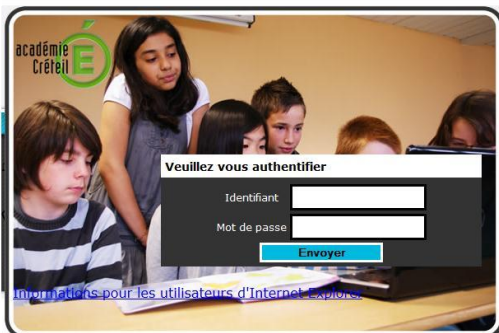 académie
Créteil
Veuillez vous authentifier
Identifiant
Mot de passe
Envoyer
Informations pour les utilisateurs d'Internet Explorer